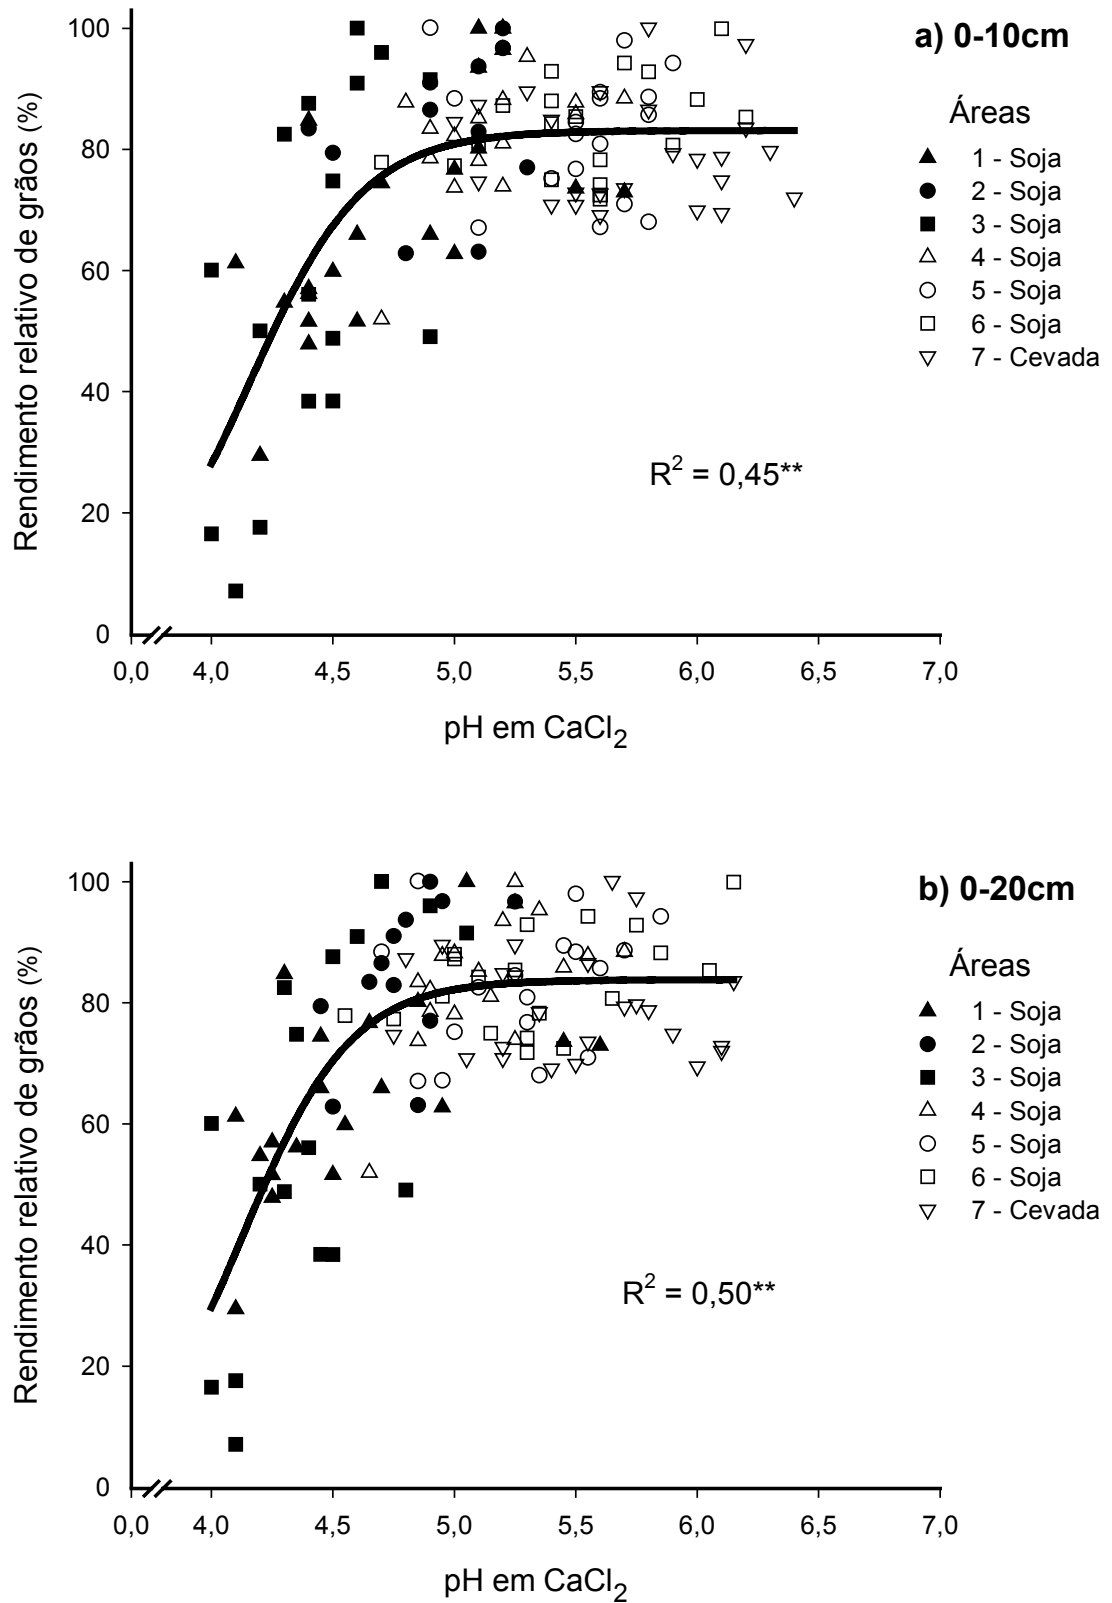 a) 0-10cm
Rendimento relativo de grãos (%)
100
80
60
40
20
0
Áreas
1 - Soja
2 - Soja
3 - Soja
4 - Soja
5 - Soja
6 - Soja
7 - Cevada
R² = 0,45**
0,0 4,0 4,5 5,0 5,5 6,0 6,5 7,0
pH em CaCl₂
b) 0-20cm
Rendimento relativo de grãos (%)
100
80
60
40
20
0
Áreas
1 - Soja
2 - Soja
3 - Soja
4 - Soja
5 - Soja
6 - Soja
7 - Cevada
R² = 0,50**
0,0 4,0 4,5 5,0 5,5 6,0 6,5 7,0
pH em CaCl₂